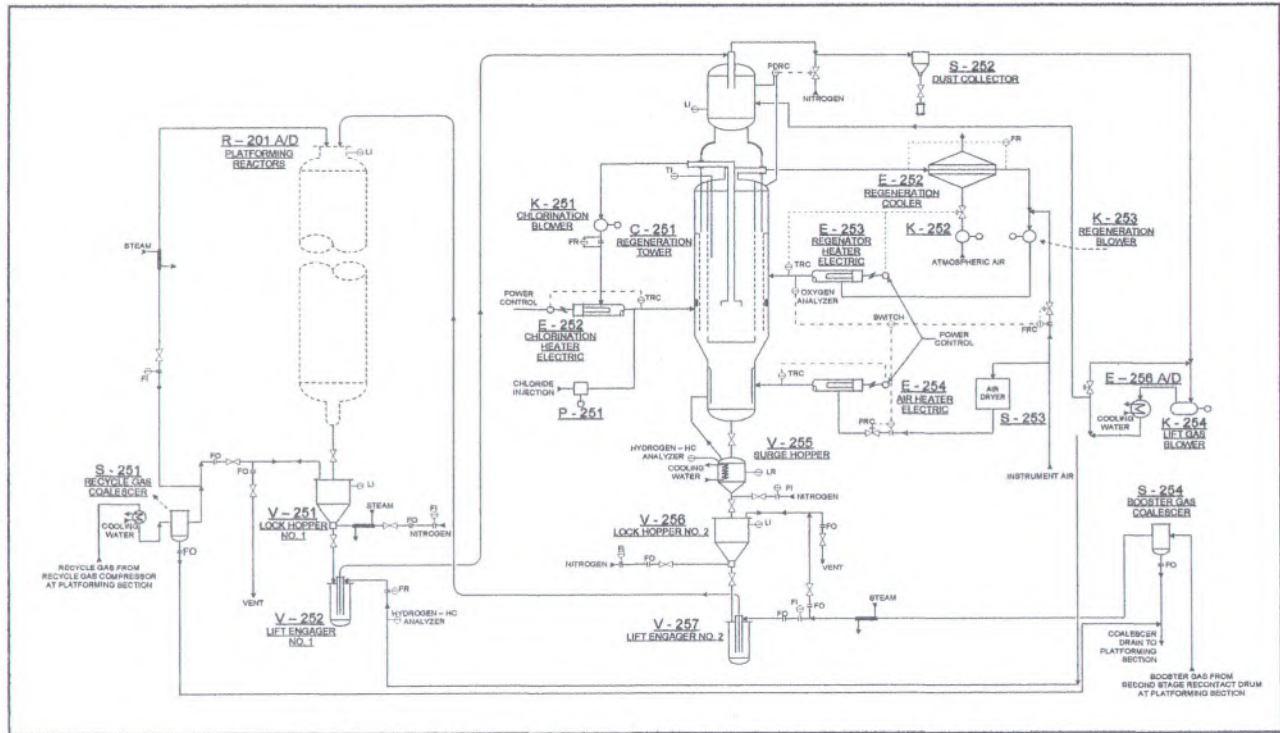 S - 252
DUST COLLECTOR
PDRC
NITROGEN
LI
R – 201 A/D
PLATFORMING
REACTORS
LI
FR
TI
E - 252
REGENERATION
COOLER
K - 251
CHLORINATION
BLOWER
FR
C - 251
REGENERATION
TOWER
E - 253
REGENATOR
HEATER
ELECTRIC
K - 252
ATMOSPHERIC AIR
K - 253
REGENERATION
BLOWER
STEAM
TRC
OXYGEN
ANALYZER
POWER
CONTROL
TRC
E - 252
CHLORINATION
HEATER
ELECTRIC
SWITCH
POWER
CONTROL
FRC
FI
CHLORIDE
INJECTION
P - 251
TRC
E - 254
AIR HEATER
ELECTRIC
FRC
AIR
DRYER
S - 253
E – 256 A/D
COOLING
WATER
K - 254
LIFT GAS
BLOWER
INSTRUMENT AIR
V - 255
SURGE HOPPER
HYDROGEN -HC
ANALYZER
COOLING
WATER
LR
FI
NITROGEN
S - 251
RECYCLE GAS
COALESCER
COOLING
WATER
FO
FO
FO
LI
V – 251
LOCK HOPPER
NO. 1
STEAM
FO
FI
NITROGEN
V - 256
LOCK HOPPER NO. 2
LI
FO
VENT
NITROGEN
FO
S - 254
BOOSTER GAS
COALESCER
FO
RECYCLE GAS FROM
RECYCLE GAS COMPRESSOR
AT PLATFORMING SECTION
VENT
V – 252
LIFT ENGAGER
NO. 1
FR
HYDROGEN – HC
ANALYZER
V - 257
LIFT ENGAGER NO. 2
FO
FI
FO
STEAM
COALESCER
DRAIN TO
PLATFORMING
SECTION
BOOSTER GAS FROM
SECOND STAGE RECONTACT DRUM
AT PLATFORMING SECTION